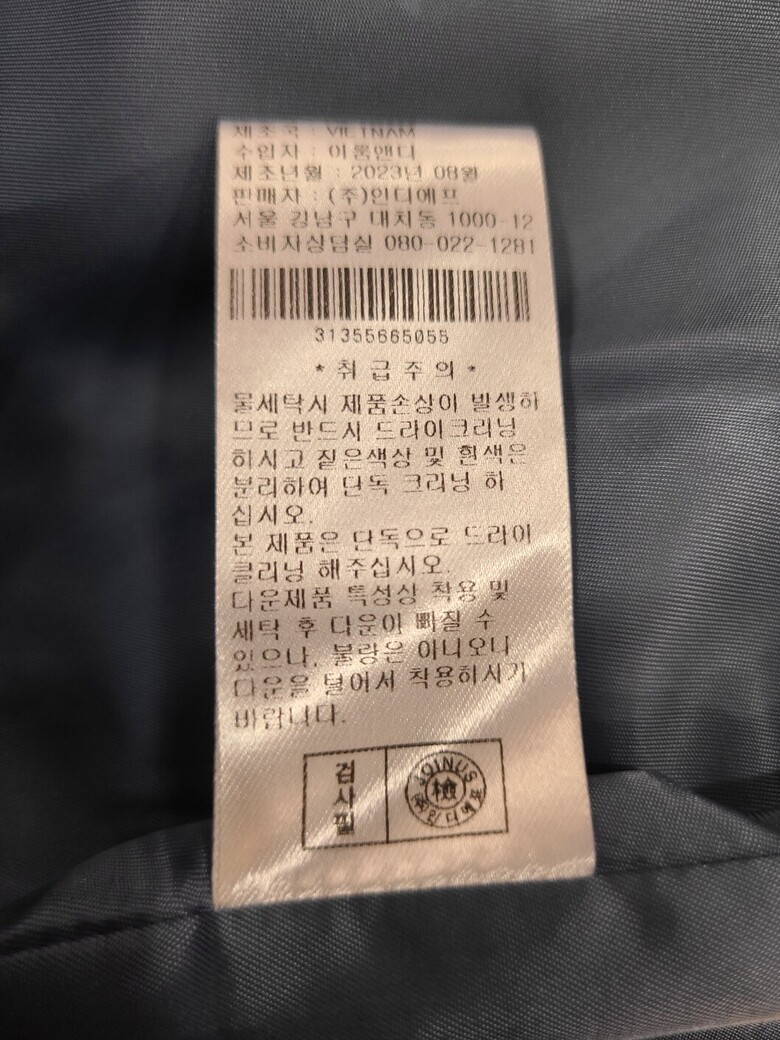 제조국 : VIETNAM
수입자 : 이룸앤디
제조년월 : 2023년 08월
판매자 : (주)인디에프
서울 강남구 대치동 1000-12
소비자상담실 080-022-1281
31355665055
*취급주의*
물세탁시 제품손상이 발생하
므로 반드시 드라이크리닝
하시고 짙은색상 및 흰색은
분리하여 단독 크리닝 하
십시오.
본 제품은 단독으로 드라이
클리닝 해주십시오.
다운제품 특성상 착용 및
세탁 후 다운이 빠질 수
있으나, 불량은 아니오니
다운을 털어서 착용하시기
바랍니다.
검사필
JOINUS
檢
㈜인디에프